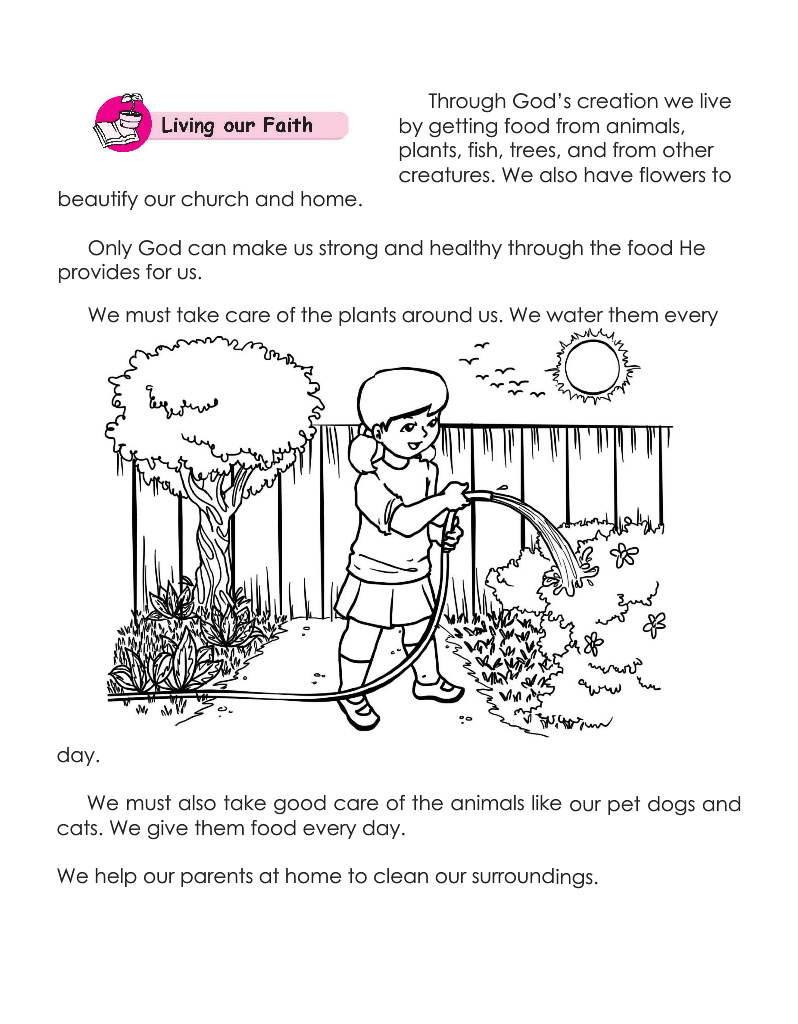 Living our Faith
Through God's creation we live
by getting food from animals,
plants, fish, trees, and from other
creatures. We also have flowers to
beautify our church and home.
Only God can make us strong and healthy through the food He
provides for us.
We must take care of the plants around us. We water them every
day.
We must also take good care of the animals like our pet dogs and
cats. We give them food every day.
We help our parents at home to clean our surroundings.